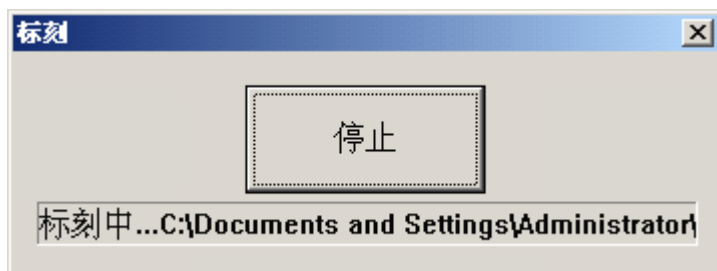 标刻
停止
标刻中...C:\Documents and Settings\Administrator\